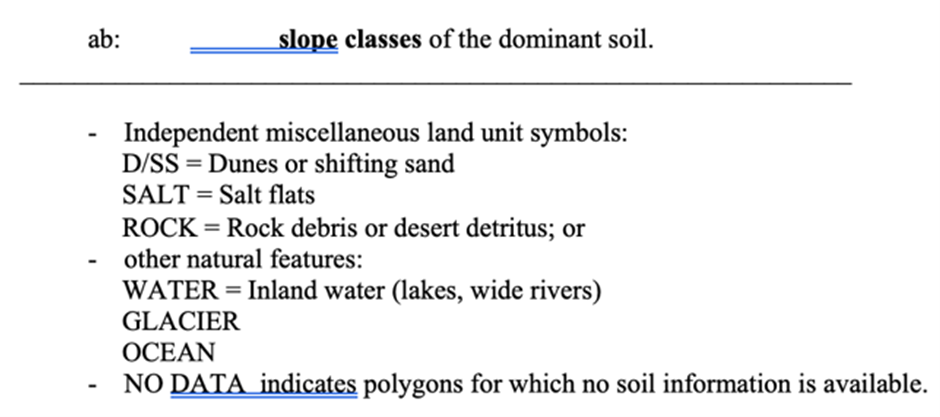 ab: slope classes of the dominant soil.
- Independent miscellaneous land unit symbols:
D/SS = Dunes or shifting sand
SALT = Salt flats
ROCK = Rock debris or desert detritus; or
- other natural features:
WATER = Inland water (lakes, wide rivers)
GLACIER
OCEAN
- NO DATA indicates polygons for which no soil information is available.